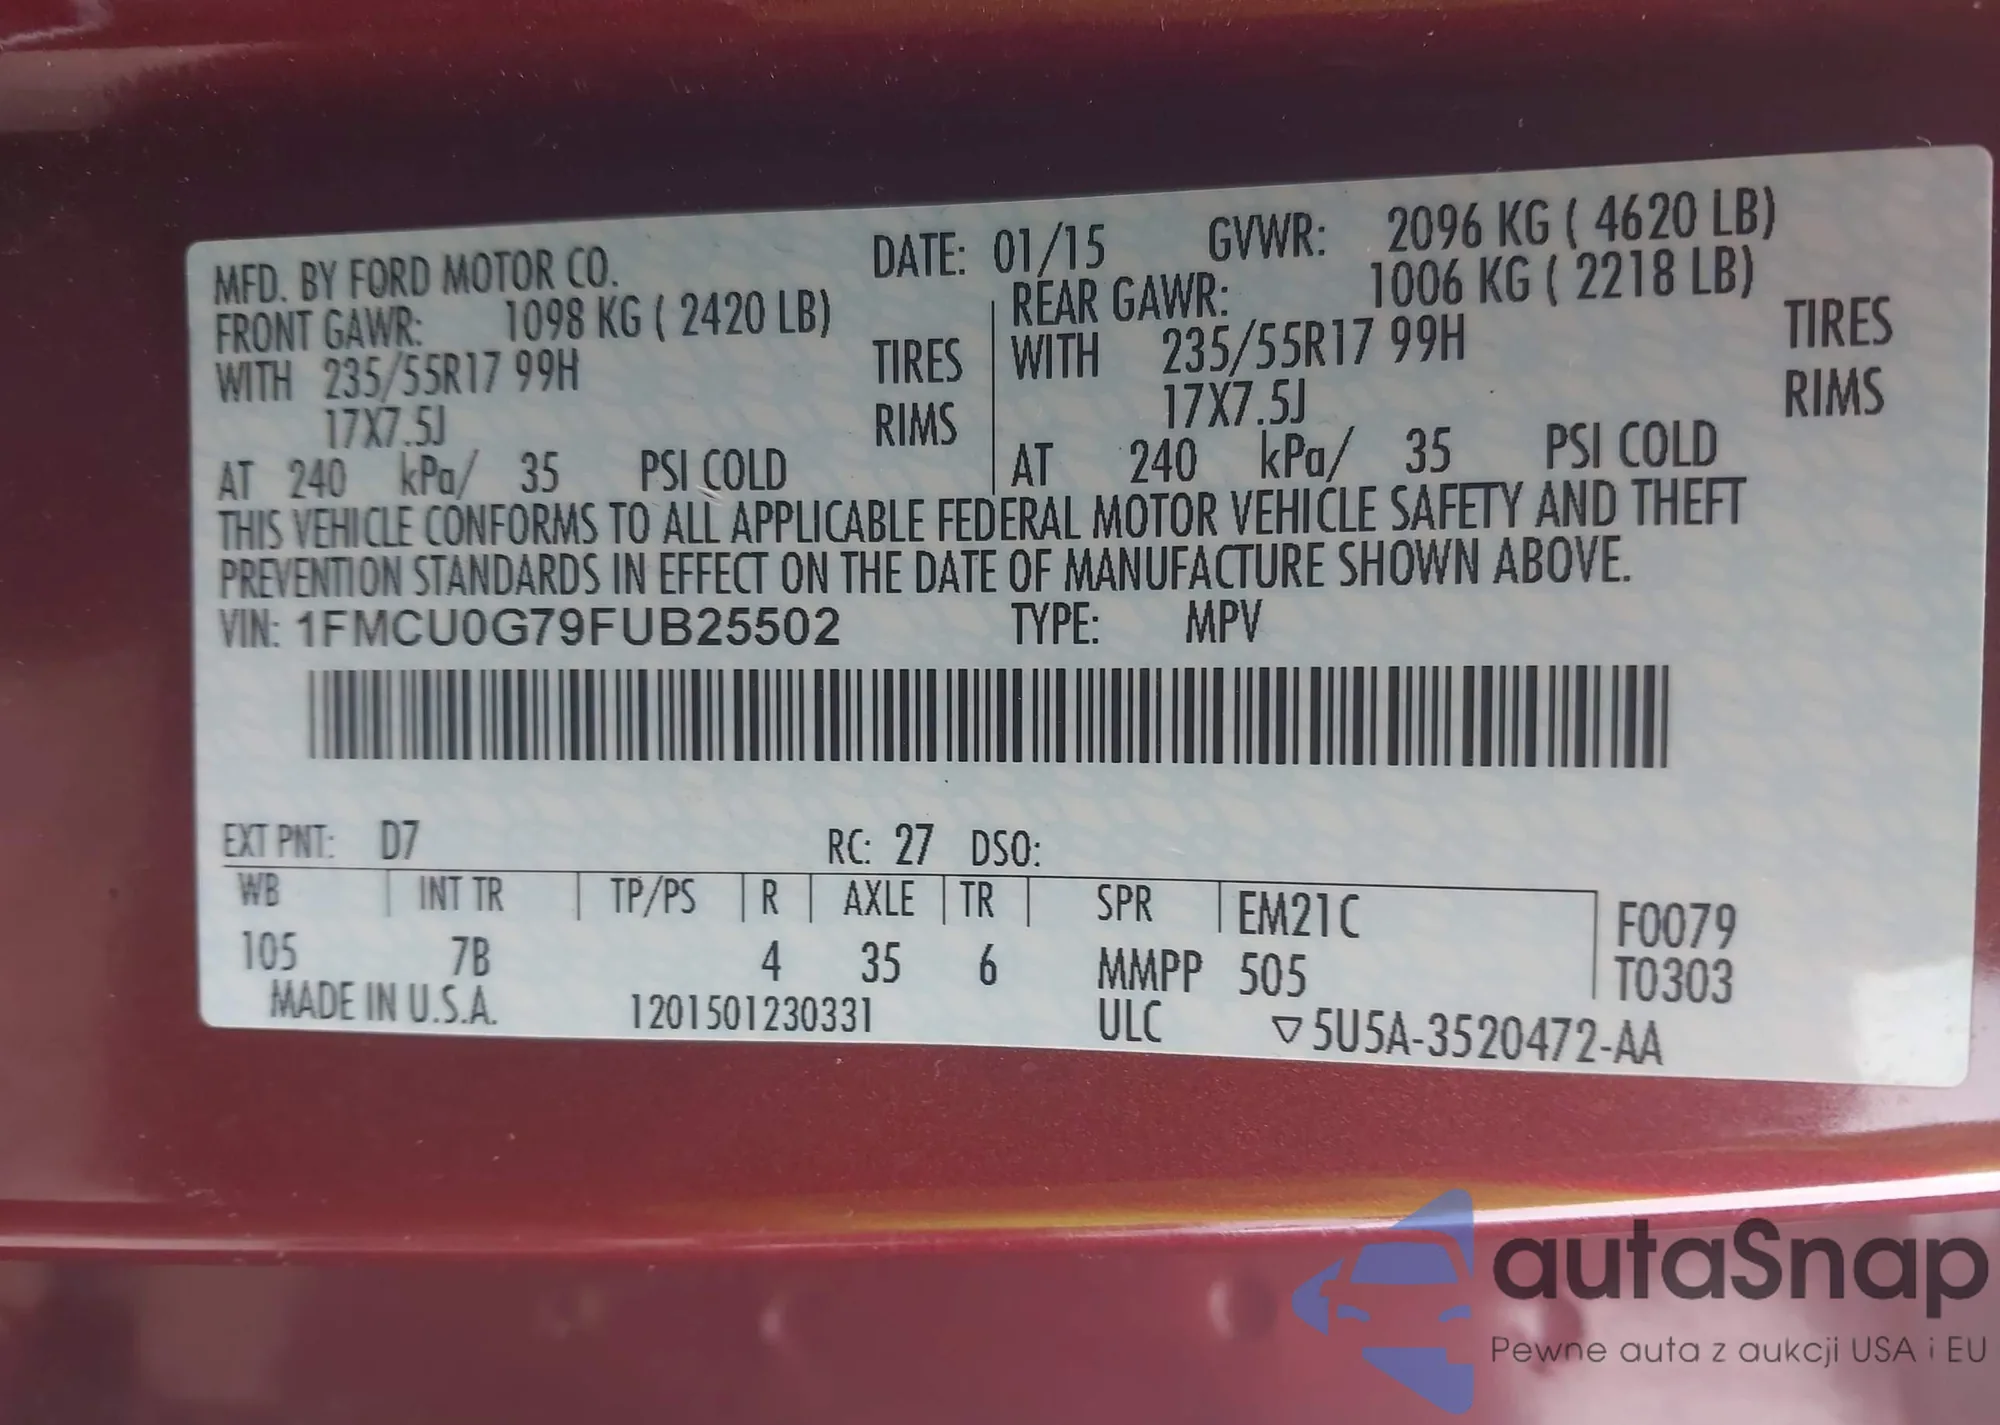 MFD. BY FORD MOTOR CO. DATE: 01/15 GVWR: 2096 KG ( 4620 LB)
FRONT GAWR: 1098 KG ( 2420 LB) REAR GAWR: 1006 KG ( 2218 LB)
WITH 235/55R17 99H TIRES WITH 235/55R17 99H TIRES
17X7.5J RIMS 17X7.5J RIMS
AT 240 kPa/ 35 PSI COLD AT 240 kPa/ 35 PSI COLD
THIS VEHICLE CONFORMS TO ALL APPLICABLE FEDERAL MOTOR VEHICLE SAFETY AND THEFT
PREVENTION STANDARDS IN EFFECT ON THE DATE OF MANUFACTURE SHOWN ABOVE.
VIN: 1FMCU0G79FUB25502 TYPE: MPV
EXT PNT: D7 RC: 27 DSO:
WB INT TR TP/PS R AXLE TR SPR EM21C F0079
105 7B 4 35 6 MMPP 505 T0303
MADE IN U.S.A. 1201501230331 ULC ▽5U5A-3520472-AA
autaSnap
Pewne auta z aukcji USA i EU